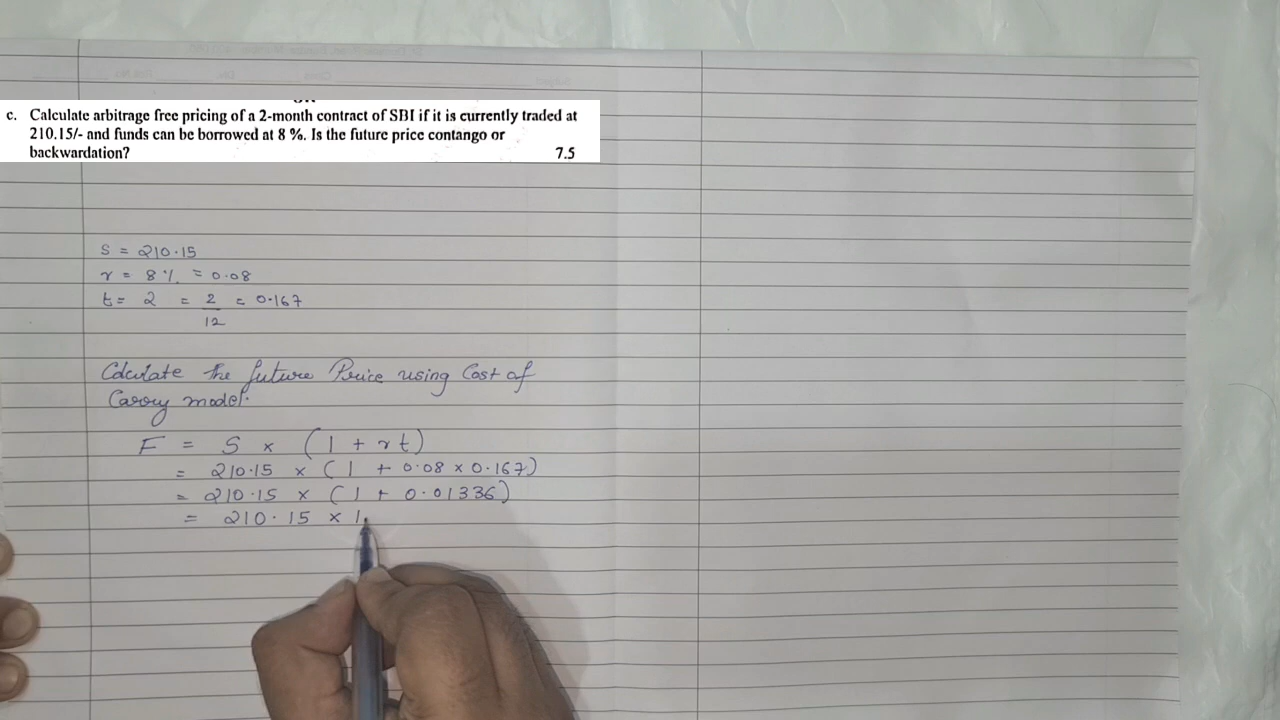 c. Calculate arbitrage free pricing of a 2-month contract of SBI if it is currently traded at
210.15/- and funds can be borrowed at 8 %. Is the future price contango or
backwardation? 7.5
S = 210.15
r = 8 % = 0.08
t = 2 = 2/12 = 0.167
Calculate the future Price using Cost of
Carry model.
F = S × (1 + rt)
= 210.15 × (1 + 0.08 × 0.167)
= 210.15 × (1 + 0.01336)
= 210.15 × 1.